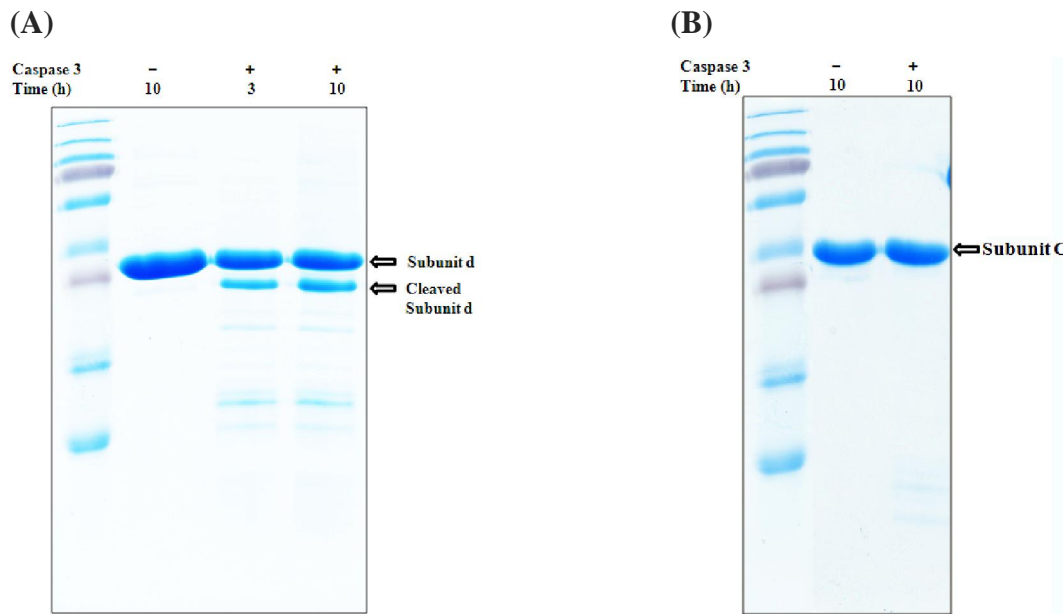 (A)
Caspase 3 – + +
Time (h) 10 3 10
Subunit d
Cleaved
Subunit d
(B)
Caspase 3 – +
Time (h) 10 10
Subunit C